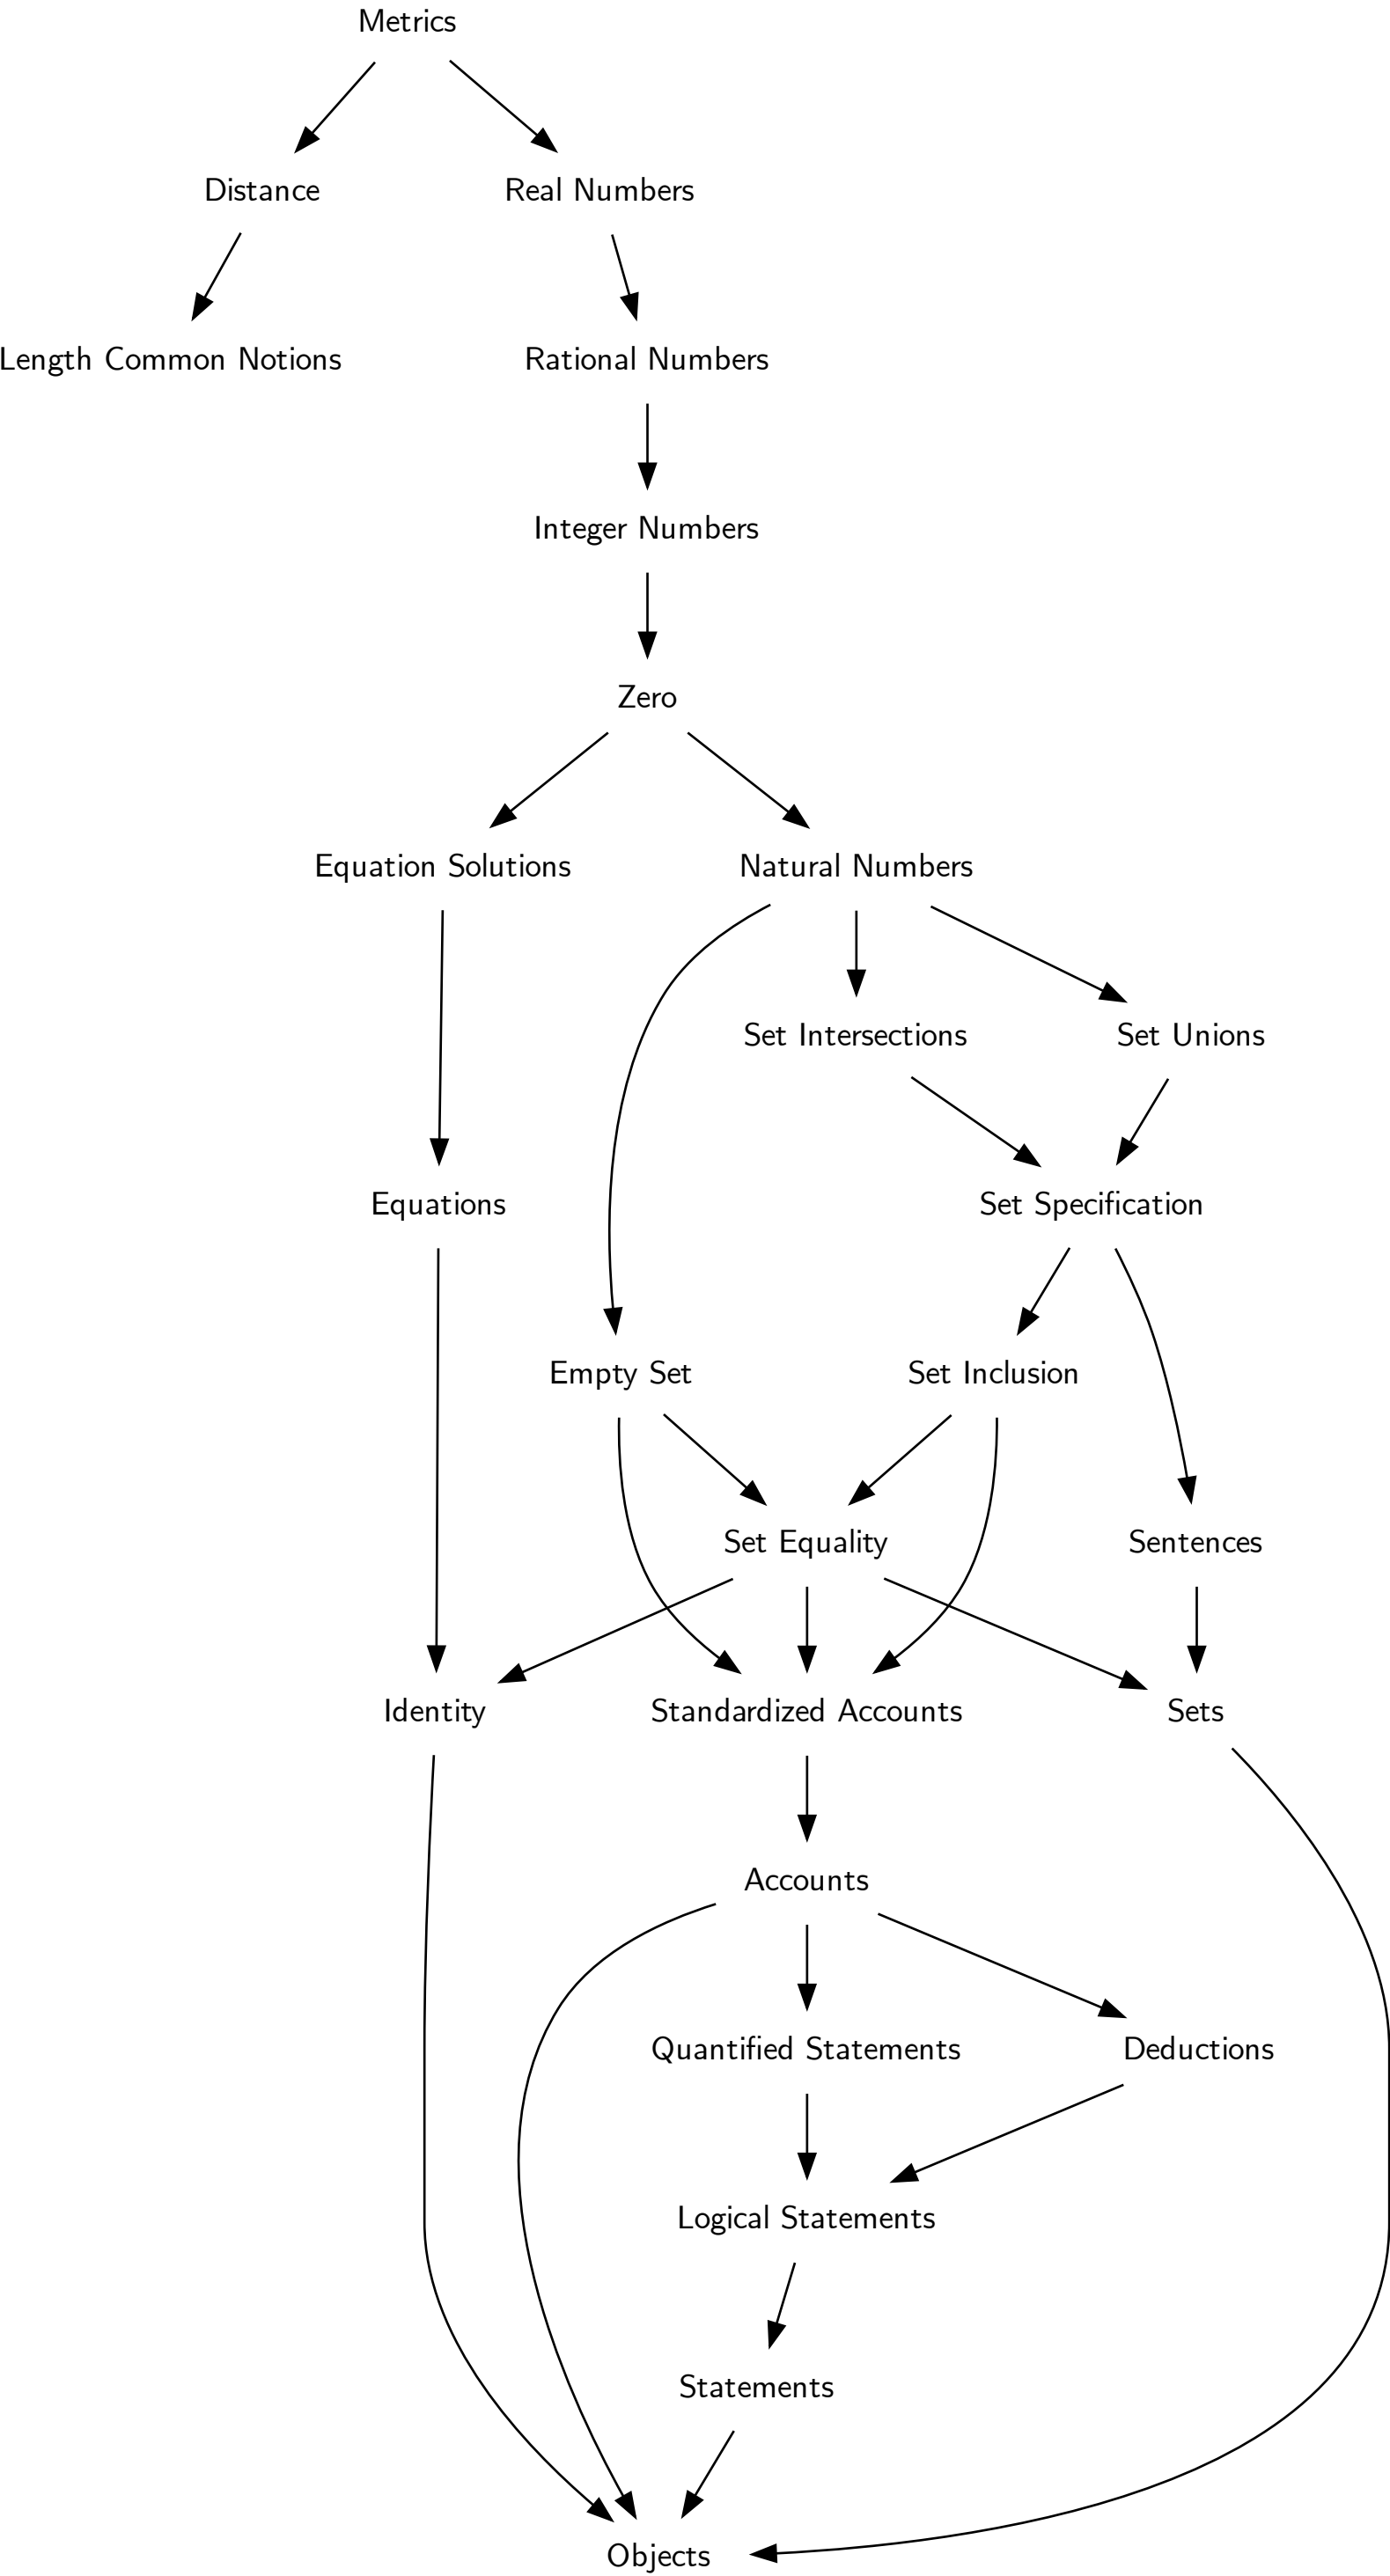 Metrics
Distance
Real Numbers
Length Common Notions
Rational Numbers
Integer Numbers
Zero
Equation Solutions
Natural Numbers
Set Intersections
Set Unions
Equations
Set Specification
Empty Set
Set Inclusion
Set Equality
Sentences
Identity
Standardized Accounts
Sets
Accounts
Quantified Statements
Deductions
Logical Statements
Statements
Objects